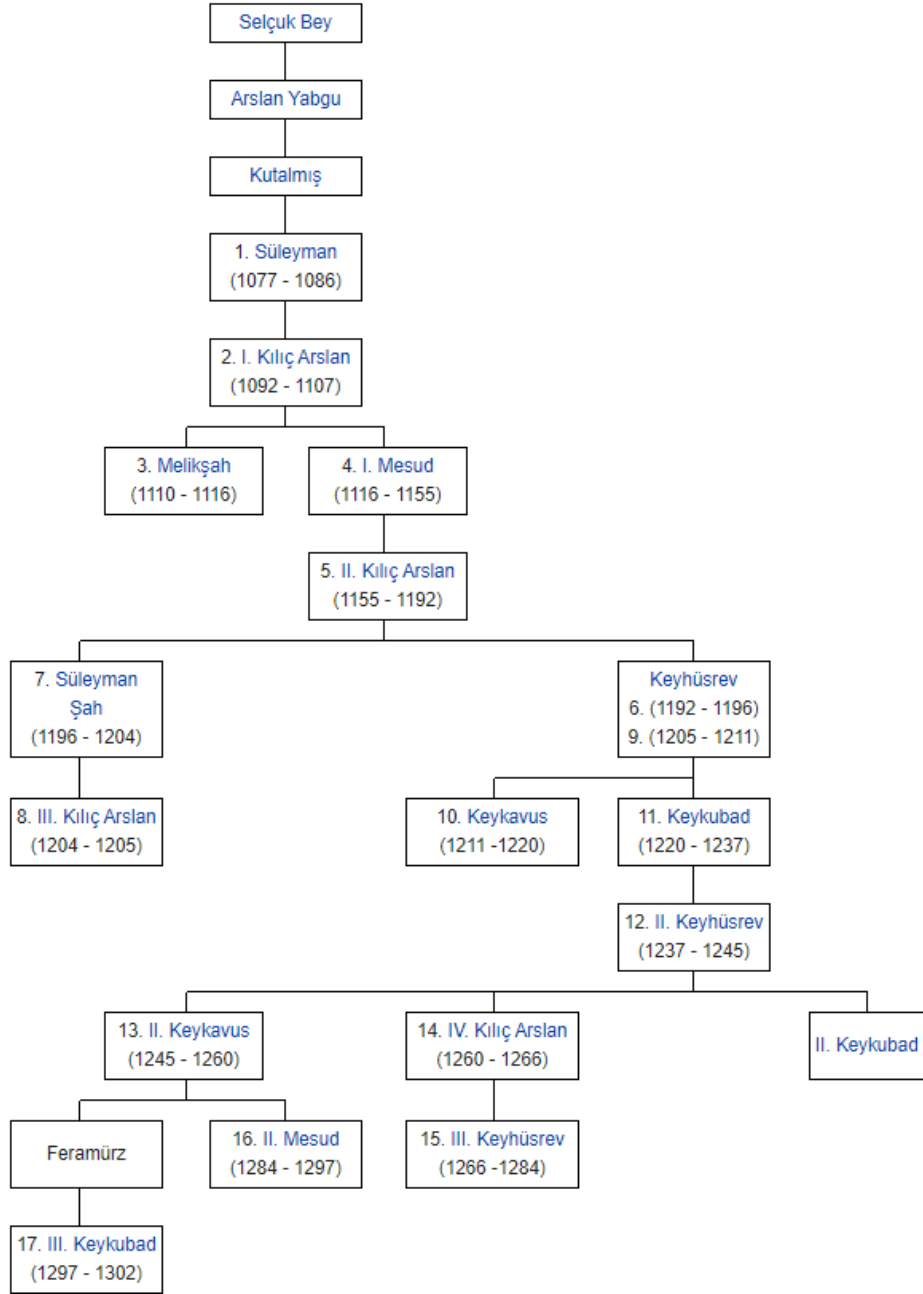 Selçuk Bey
Arslan Yabgu
Kutalmış
1. Süleyman
(1077 - 1086)
2. I. Kılıç Arslan
(1092 - 1107)
3. Melikşah
(1110 - 1116)
4. I. Mesud
(1116 - 1155)
5. II. Kılıç Arslan
(1155 - 1192)
7. Süleyman
Şah
(1196 - 1204)
Keyhüsrev
6. (1192 - 1196)
9. (1205 - 1211)
8. III. Kılıç Arslan
(1204 - 1205)
10. Keykavus
(1211 -1220)
11. Keykubad
(1220 - 1237)
12. II. Keyhüsrev
(1237 - 1245)
13. II. Keykavus
(1245 - 1260)
14. IV. Kılıç Arslan
(1260 - 1266)
II. Keykubad
Feramürz
16. II. Mesud
(1284 - 1297)
15. III. Keyhüsrev
(1266 -1284)
17. III. Keykubad
(1297 - 1302)